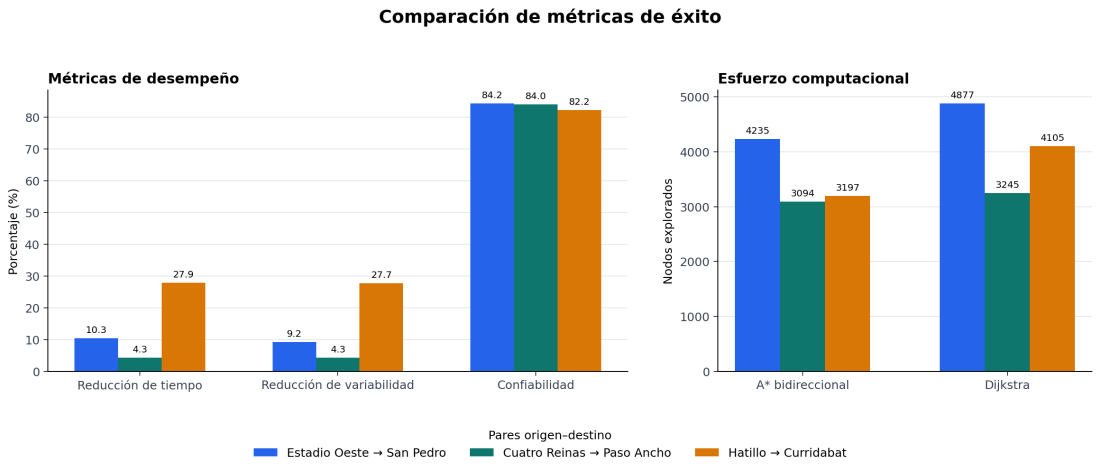 Comparación de métricas de éxito
Métricas de desempeño
Porcentaje (%)
80
70
60
50
40
30
20
10
0
10.3
4.3
27.9
9.2
4.3
27.7
84.2
84.0
82.2
Reducción de tiempo
Reducción de variabilidad
Confiabilidad
Esfuerzo computacional
Nodos explorados
5000
4000
3000
2000
1000
0
4235
3094
3197
4877
3245
4105
A* bidireccional
Dijkstra
Pares origen–destino
Estadio Oeste → San Pedro
Cuatro Reinas → Paso Ancho
Hatillo → Curridabat